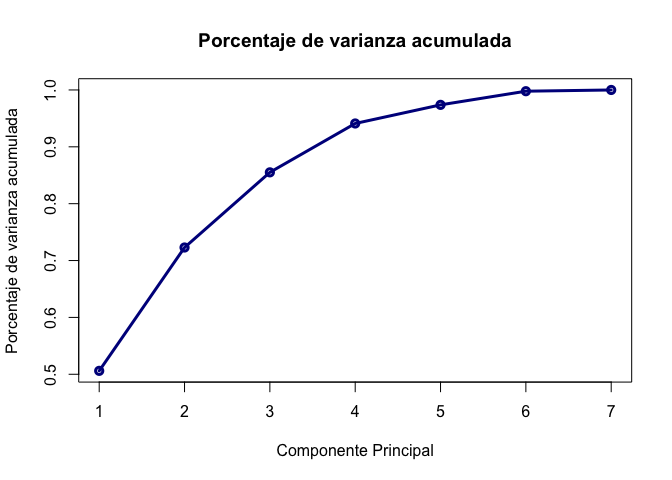 Porcentaje de varianza acumulada
Porcentaje de varianza acumulada
1.0
0.9
0.8
0.7
0.6
0.5
1 2 3 4 5 6 7
Componente Principal